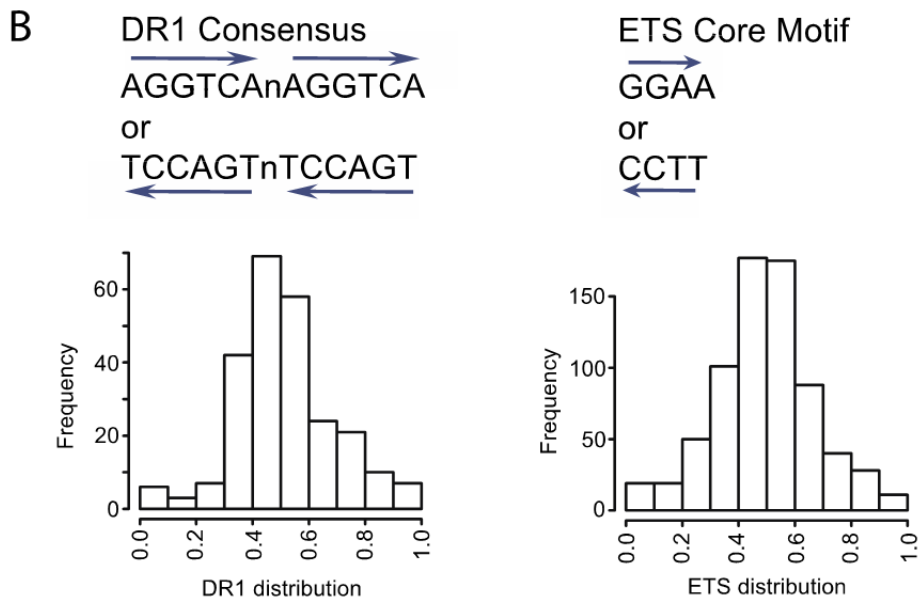 B
DR1 Consensus
AGGTCAnAGGTCA
or
TCCAGTnTCCAGT
ETS Core Motif
GGAA
or
CCTT
Frequency
60
40
20
0
0.0 0.2 0.4 0.6 0.8 1.0
DR1 distribution
Frequency
150
100
50
0
0.0 0.2 0.4 0.6 0.8 1.0
ETS distribution